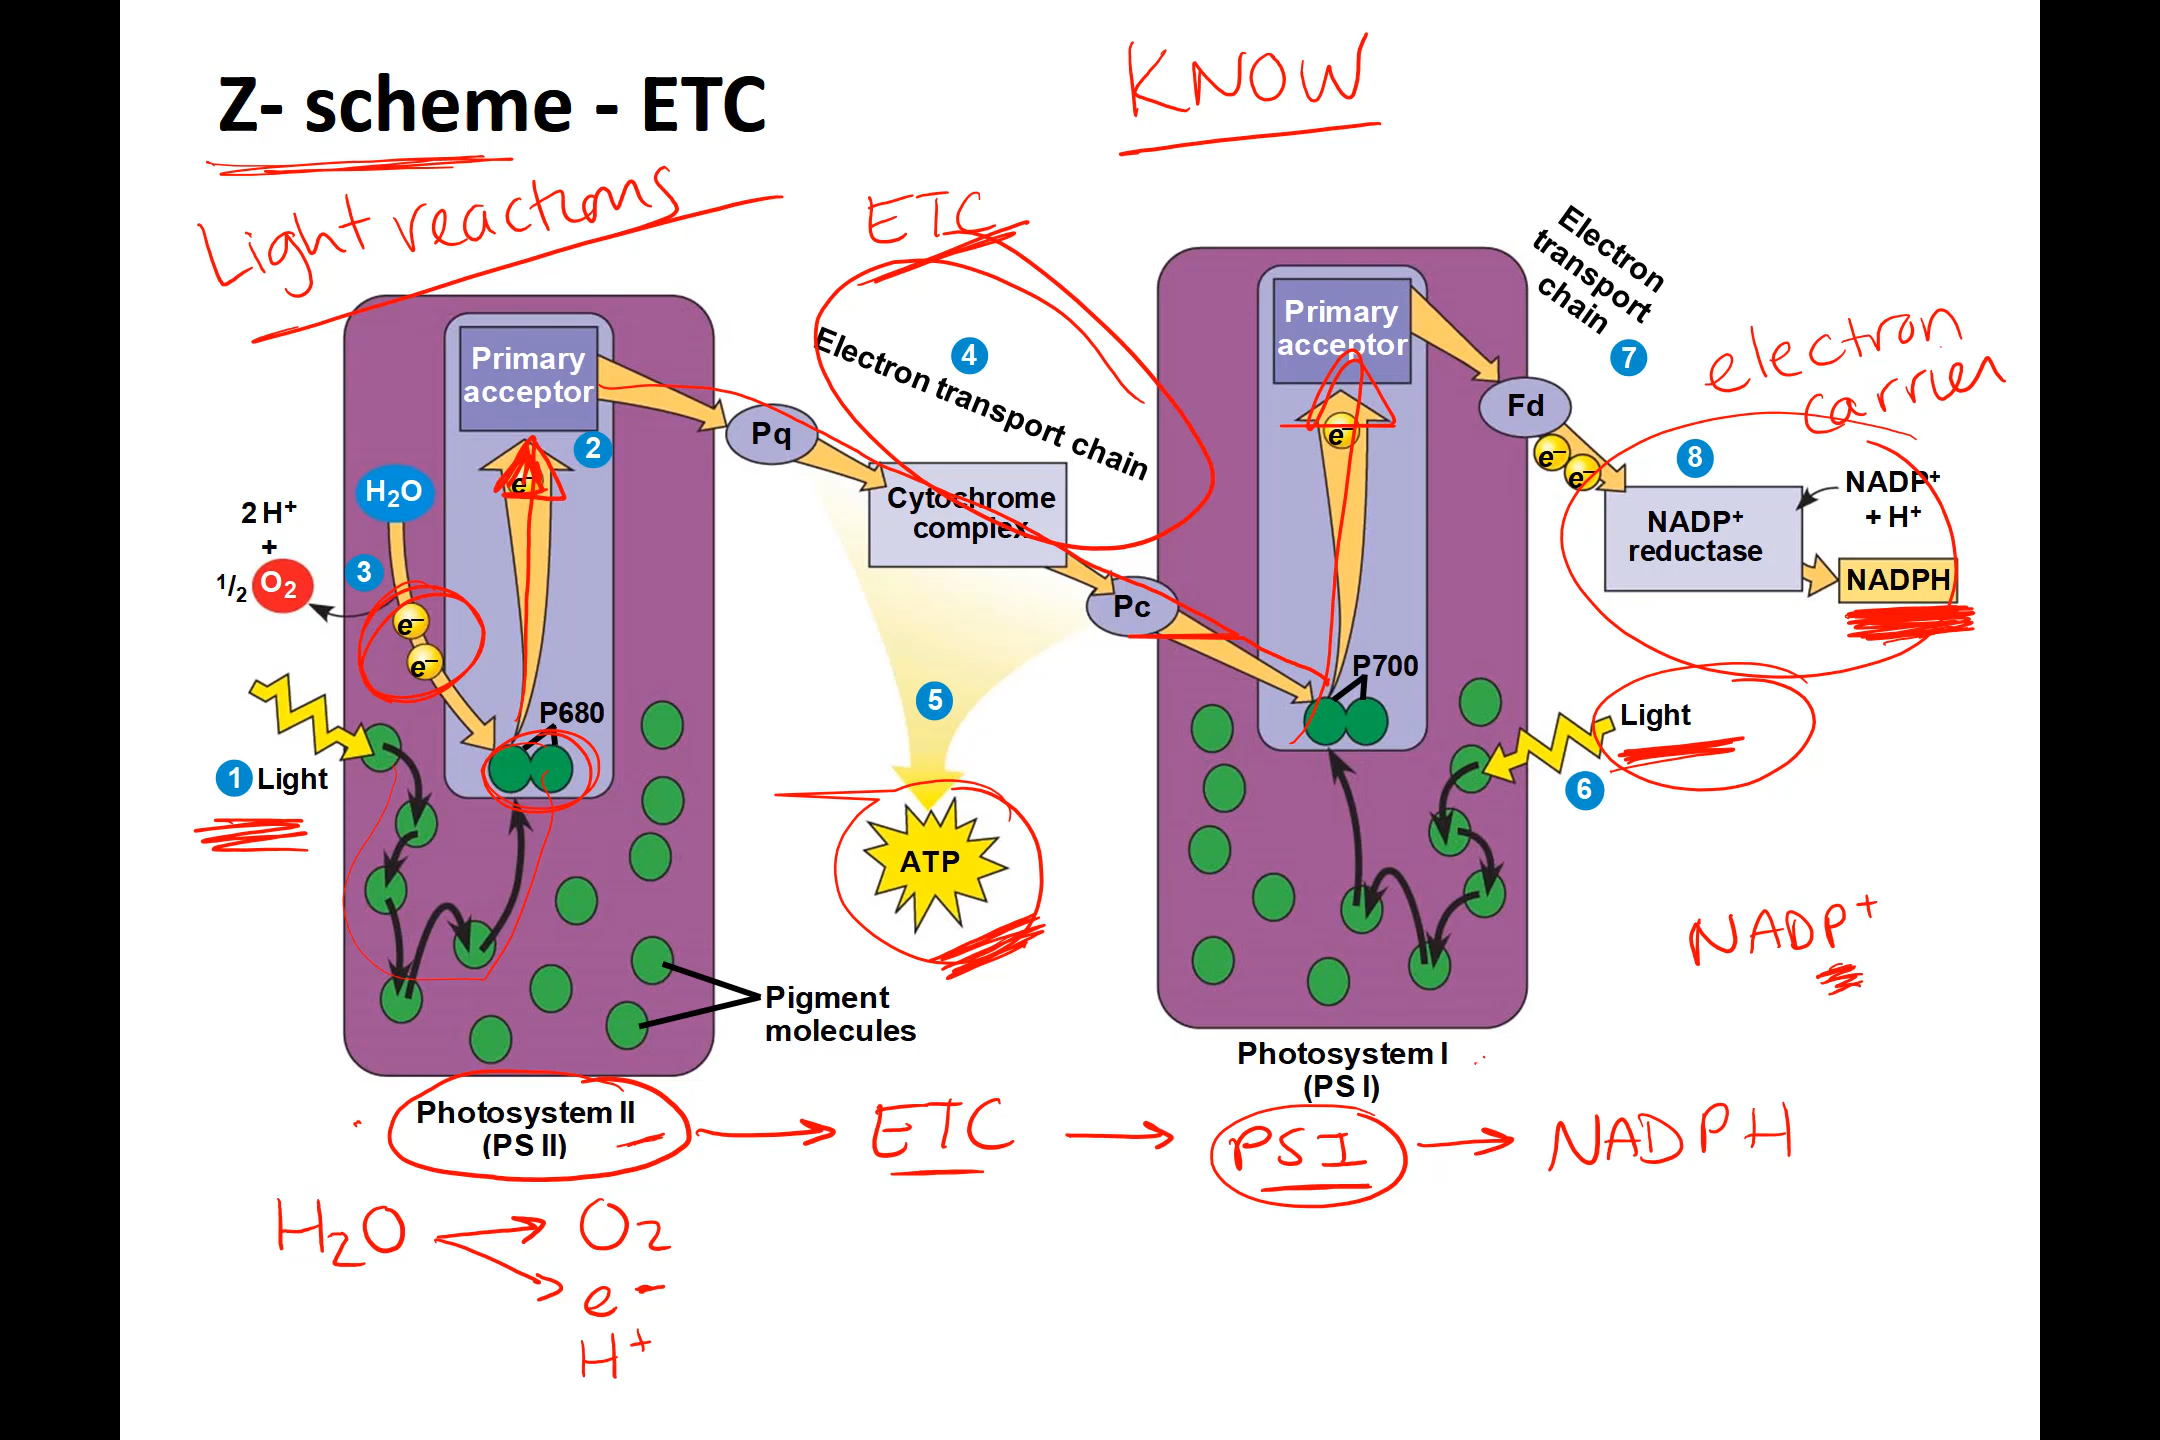 Z- scheme - ETC
KNOW
Light reactions
ETC
Electron
transport
chain
7
electron
carrier
Primary
acceptor
2
Pq
4
Electron transport chain
Cytochrome
complex
Pc
Primary
acceptor
e⁻
Fd
e⁻
e⁻
8
NADP⁺
+ H⁺
NADP⁺
reductase
NADPH
H₂O
2 H⁺
+
1/2 O₂
3
e⁻
e⁻
e⁻
P680
P700
1 Light
5
ATP
Light
6
NADP⁺
Pigment
molecules
Photosystem II
(PS II)
Photosystem I
(PS I)
ETC
PSI
NADPH
H₂O
O₂
e⁻
H⁺